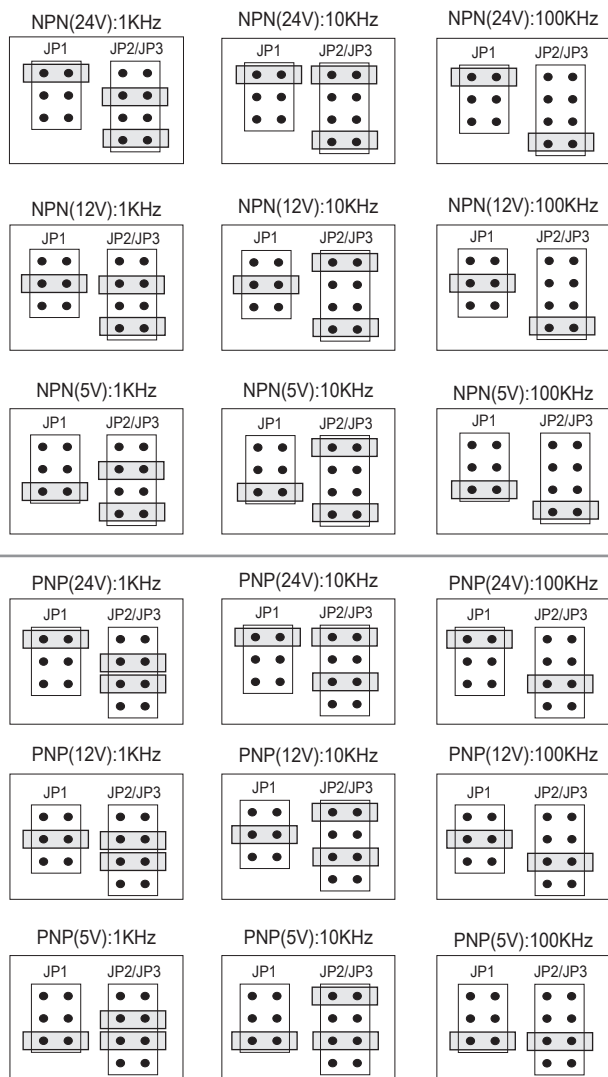 NPN(24V):1KHz NPN(24V):10KHz NPN(24V):100KHz
JP1 JP2/JP3 JP1 JP2/JP3 JP1 JP2/JP3
NPN(12V):1KHz NPN(12V):10KHz NPN(12V):100KHz
JP1 JP2/JP3 JP1 JP2/JP3 JP1 JP2/JP3
NPN(5V):1KHz NPN(5V):10KHz NPN(5V):100KHz
JP1 JP2/JP3 JP1 JP2/JP3 JP1 JP2/JP3
PNP(24V):1KHz PNP(24V):10KHz PNP(24V):100KHz
JP1 JP2/JP3 JP1 JP2/JP3 JP1 JP2/JP3
PNP(12V):1KHz PNP(12V):10KHz PNP(12V):100KHz
JP1 JP2/JP3 JP1 JP2/JP3 JP1 JP2/JP3
PNP(5V):1KHz PNP(5V):10KHz PNP(5V):100KHz
JP1 JP2/JP3 JP1 JP2/JP3 JP1 JP2/JP3